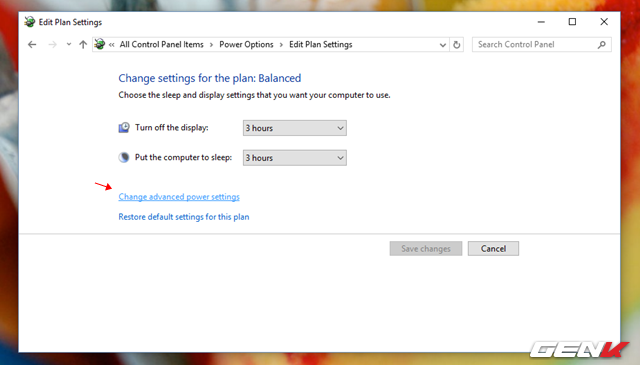 Edit Plan Settings
« All Control Panel Items › Power Options › Edit Plan Settings
Search Control Panel
Change settings for the plan: Balanced
Choose the sleep and display settings that you want your computer to use.
Turn off the display: 3 hours
Put the computer to sleep: 3 hours
Change advanced power settings
Restore default settings for this plan
Save changes Cancel
GENK